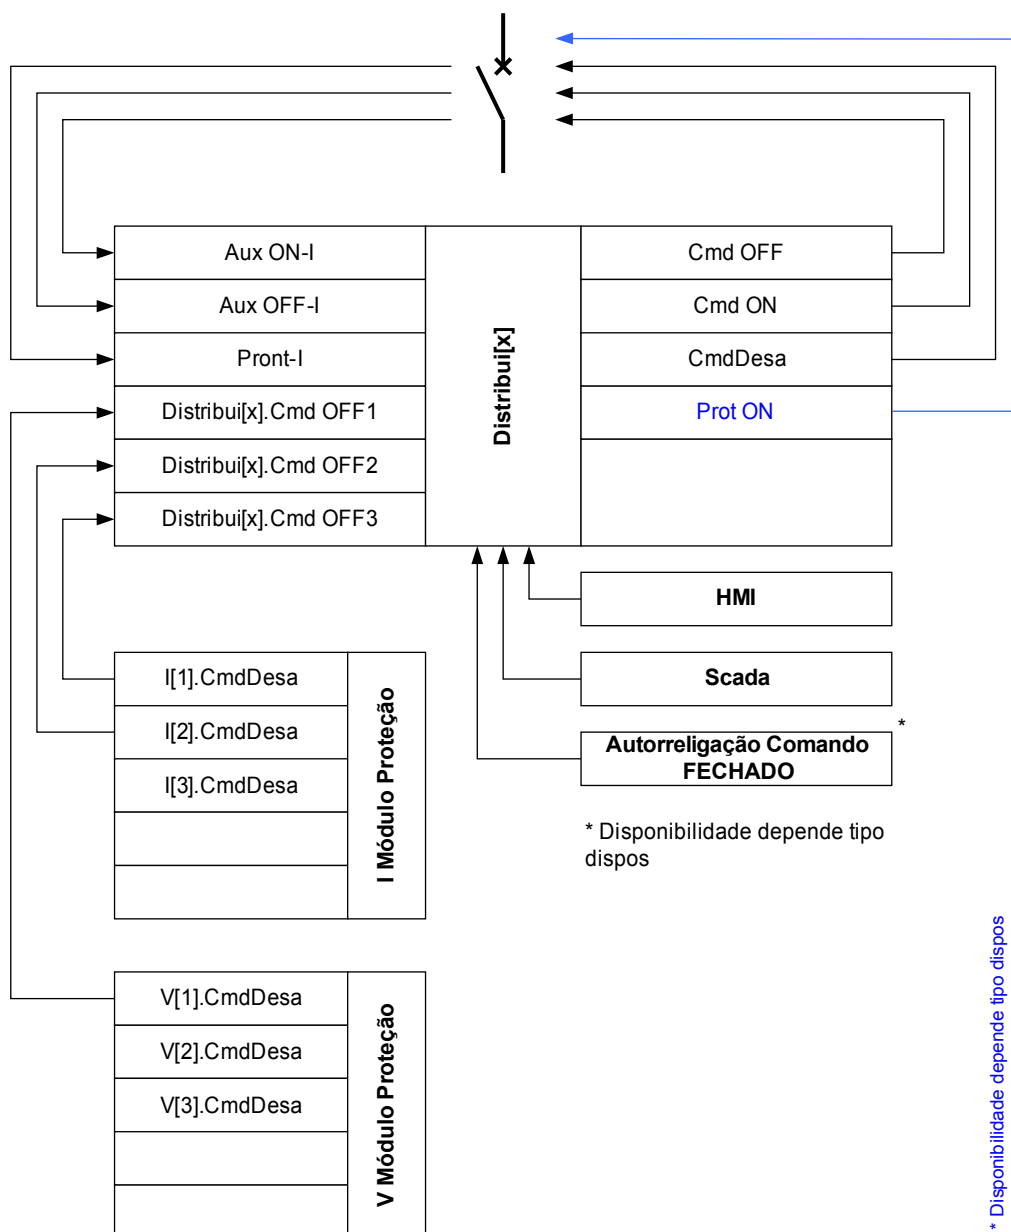 Aux ON-I
Aux OFF-I
Pront-I
Distribui[x].Cmd OFF1
Distribui[x].Cmd OFF2
Distribui[x].Cmd OFF3
Distribui[x]
Cmd OFF
Cmd ON
CmdDesa
Prot ON
HMI
Scada
*
Autorreligação Comando
FECHADO
* Disponibilidade depende tipo
dispos
I[1].CmdDesa
I[2].CmdDesa
I[3].CmdDesa
I Módulo Proteção
V[1].CmdDesa
V[2].CmdDesa
V[3].CmdDesa
V Módulo Proteção
* Disponibilidade depende tipo dispos